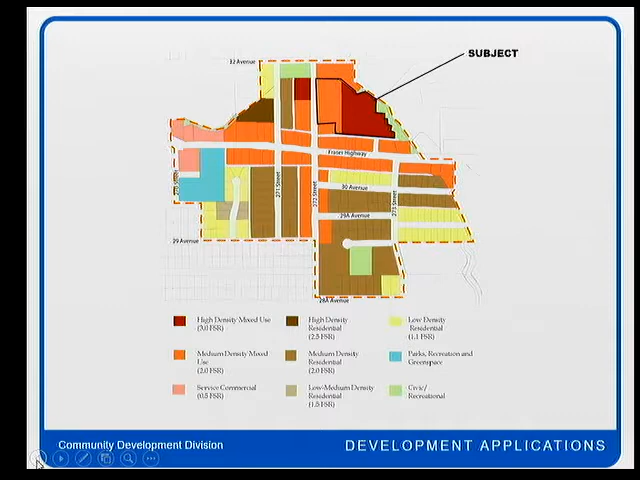 SUBJECT
32 Avenue
Fraser Highway
270 Street
271 Street
272 Street
273 Street
30 Avenue
29A Avenue
29 Avenue
28A Avenue
High Density Mixed Use
(3.0 FSR)
High Density
Residential
(2.5 FSR)
Low Density
Residential
(1.1 FSR)
Medium Density Mixed
Use
(2.0 FSR)
Medium Density
Residential
(2.0 FSR)
Parks, Recreation and
Greenspace
Service Commercial
(0.5 FSR)
Low-Medium Density
Residential
(1.5 FSR)
Civic/
Recreational
Community Development Division
DEVELOPMENT APPLICATIONS